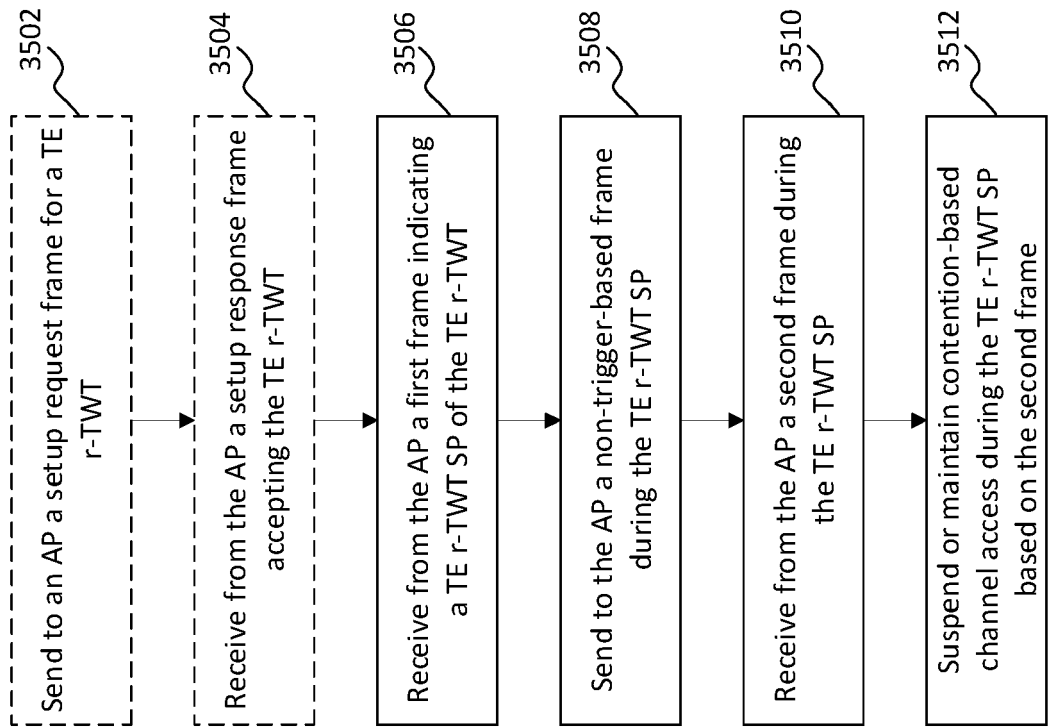 3502
Send to an AP a setup request frame for a TE
r-TWT
3504
Receive from the AP a setup response frame
accepting the TE r-TWT
3506
Receive from the AP a first frame indicating
a TE r-TWT SP of the TE r-TWT
3508
Send to the AP a non-trigger-based frame
during the TE r-TWT SP
3510
Receive from the AP a second frame during
the TE r-TWT SP
3512
Suspend or maintain contention-based
channel access during the TE r-TWT SP
based on the second frame